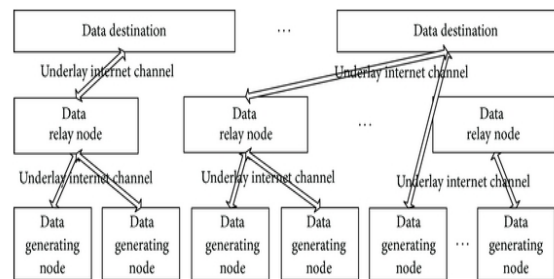 Data destination
...
Data destination
Underlay internet channel
Underlay internet channel
Data
relay node
Data
relay node
...
Data
relay node
Underlay internet channel
Underlay internet channel
Underlay internet channel
Data
generating
node
Data
generating
node
Data
generating
node
Data
generating
node
Data
generating
node
...
Data
generating
node